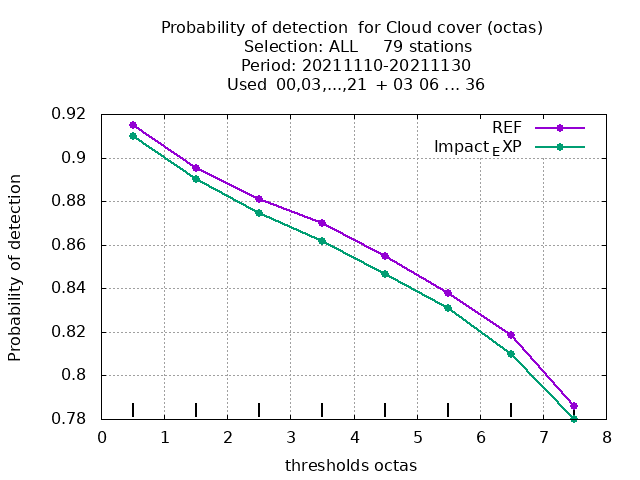 Probability of detection  for Cloud cover (octas)
Selection: ALL     79 stations
Period: 20211110-20211130
Used  00,03,...,21  + 03 06 ... 36
REF
Impact_EXP
0.92
0.9
0.88
0.86
0.84
0.82
0.8
0.78
Probability of detection
0 1 2 3 4 5 6 7 8
thresholds octas